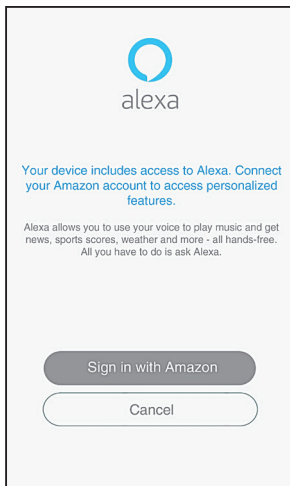 alexa
Your device includes access to Alexa. Connect
your Amazon account to access personalized
features.
Alexa allows you to use your voice to play music and get
news, sports scores, weather and more - all hands-free.
All you have to do is ask Alexa.
Sign in with Amazon
Cancel